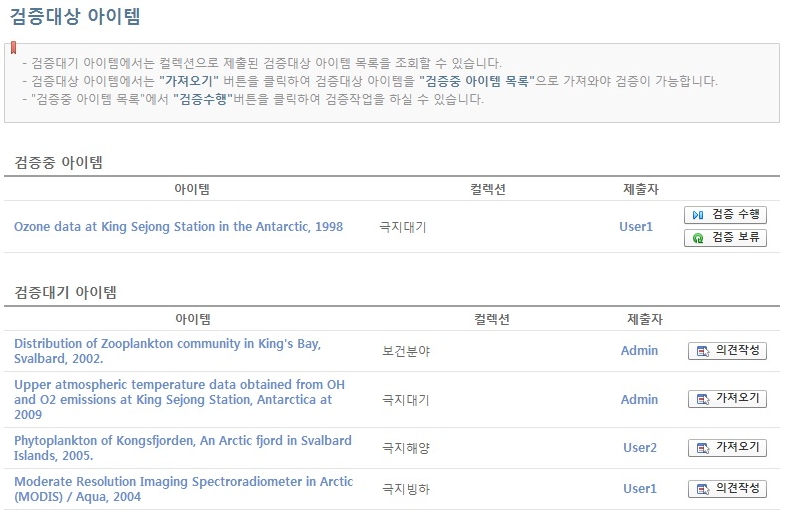 검증대상 아이템
- 검증대기 아이템에서는 컬렉션으로 제출된 검증대상 아이템 목록을 조회할 수 있습니다.
- 검증대상 아이템에서는 "가져오기" 버튼을 클릭하여 검증대상 아이템을 "검증중 아이템 목록"으로 가져와야 검증이 가능합니다.
- "검증중 아이템 목록"에서 "검증수행"버튼을 클릭하여 검증작업을 하실 수 있습니다.
검증중 아이템
아이템 컬렉션 제출자
Ozone data at King Sejong Station in the Antarctic, 1998 극지대기 User1 검증 수행
검증 보류
검증대기 아이템
아이템 컬렉션 제출자
Distribution of Zooplankton community in King's Bay,
Svalbard, 2002. 보건분야 Admin 의견작성
Upper atmospheric temperature data obtained from OH
and O2 emissions at King Sejong Station, Antarctica at 극지대기 Admin 가져오기
2009
Phytoplankton of Kongsfjorden, An Arctic fjord in Svalbard
Islands, 2005. 극지해양 User2 가져오기
Moderate Resolution Imaging Spectroradiometer in Arctic
(MODIS) / Aqua, 2004 극지빙하 User1 의견작성